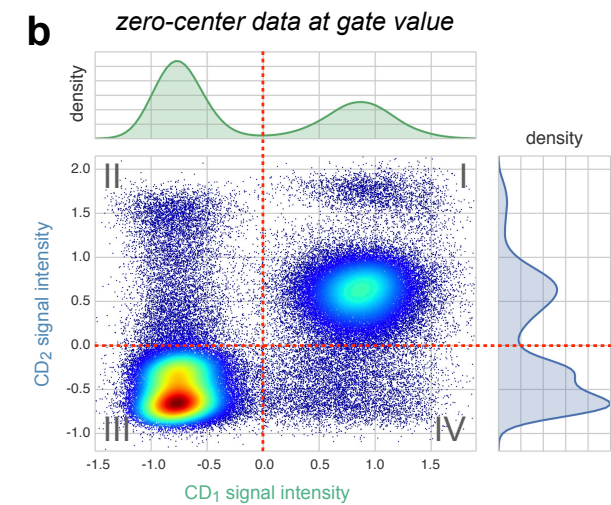 b
zero-center data at gate value
density
density
II
I
III
IV
CD₂ signal intensity
2.0
1.5
1.0
0.5
0.0
-0.5
-1.0
-1.5
-1.0
-0.5
0.0
0.5
1.0
1.5
CD₁ signal intensity